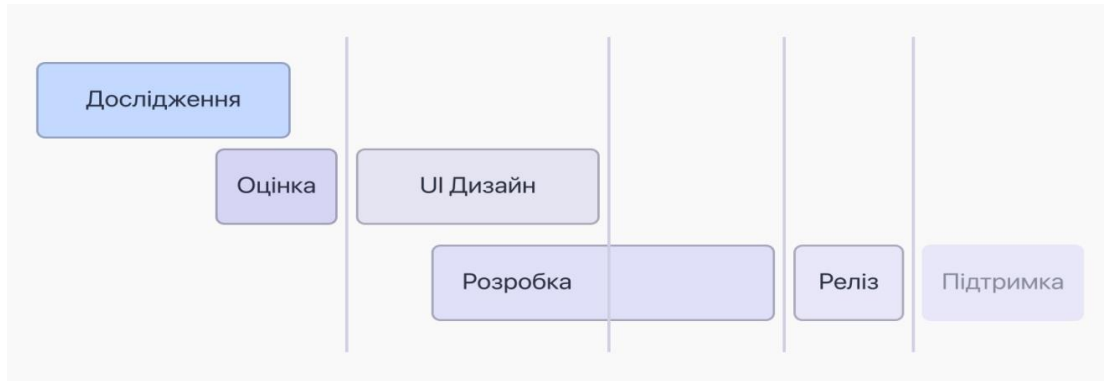 Дослідження
Оцінка
UI Дизайн
Розробка
Реліз
Підтримка